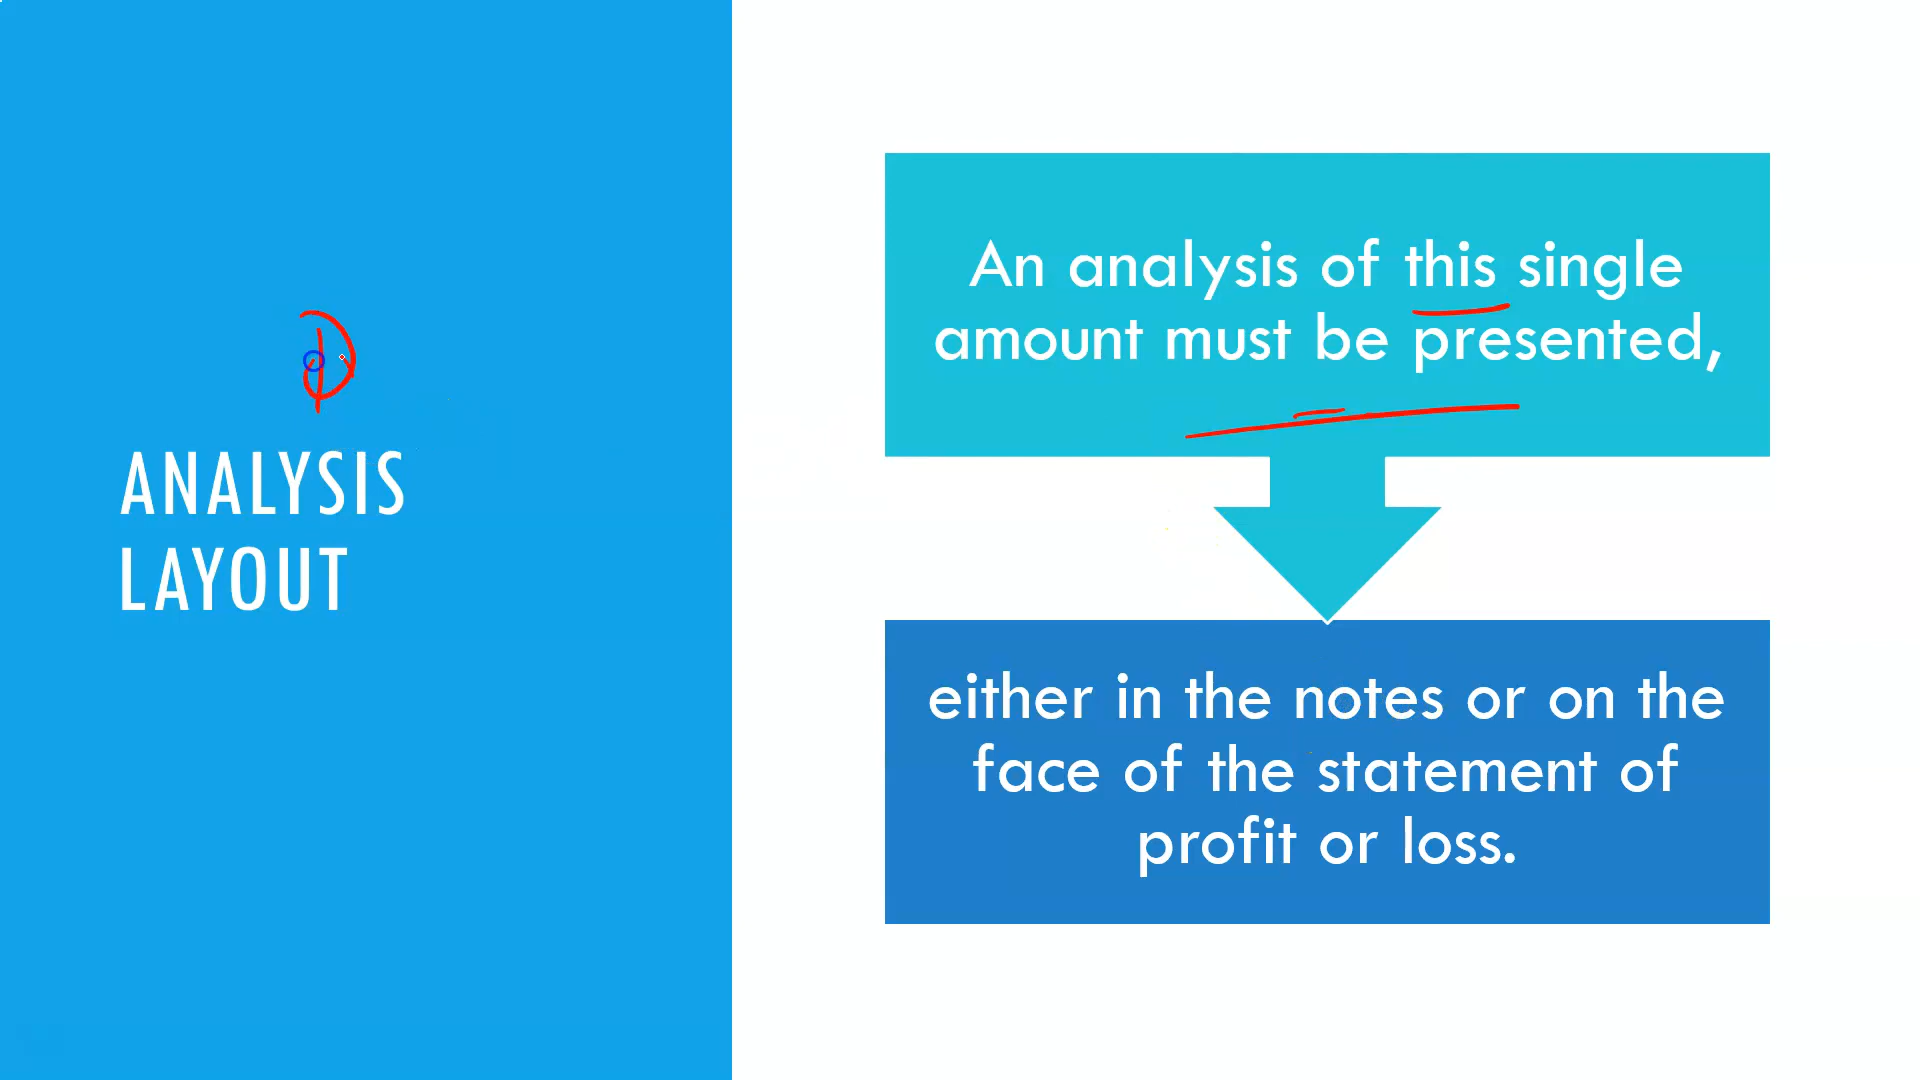 ANALYSIS
LAYOUT
An analysis of this single
amount must be presented,
either in the notes or on the
face of the statement of
profit or loss.